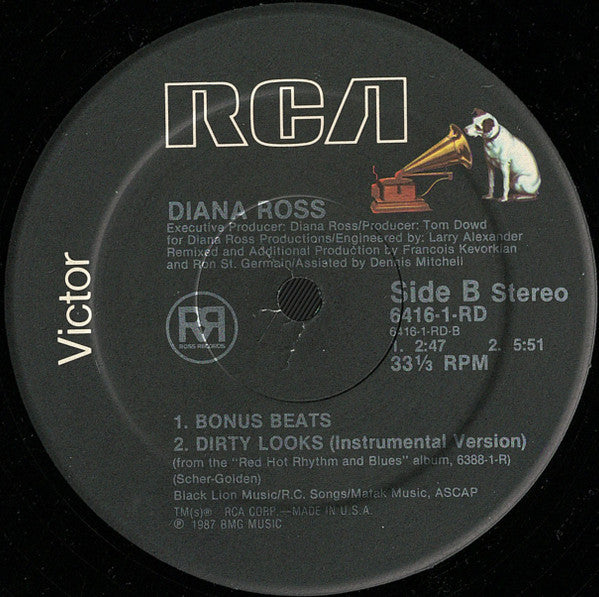 RCA
Victor
DIANA ROSS
Executive Producer: Diana Ross/Producer: Tom Dowd
for Diana Ross Productions/Engineered by: Larry Alexander
Remixed and Additional Production by Francois Kevorkian
and Ron St. Germain/Assisted by Dennis Mitchell
RR
ROSS RECORDS
Side B Stereo
6416-1-RD
6416-1-RD-B
1. 2:47 2. 5:51
33⅓ RPM
1. BONUS BEATS
2. DIRTY LOOKS (Instrumental Version)
(from the "Red Hot Rhythm and Blues" album, 6388-1-R)
(Scher-Golden)
Black Lion Music/R.C. Songs/Matak Music, ASCAP
TM(s)® RCA CORP.—MADE IN U.S.A.
℗ 1987 BMG MUSIC